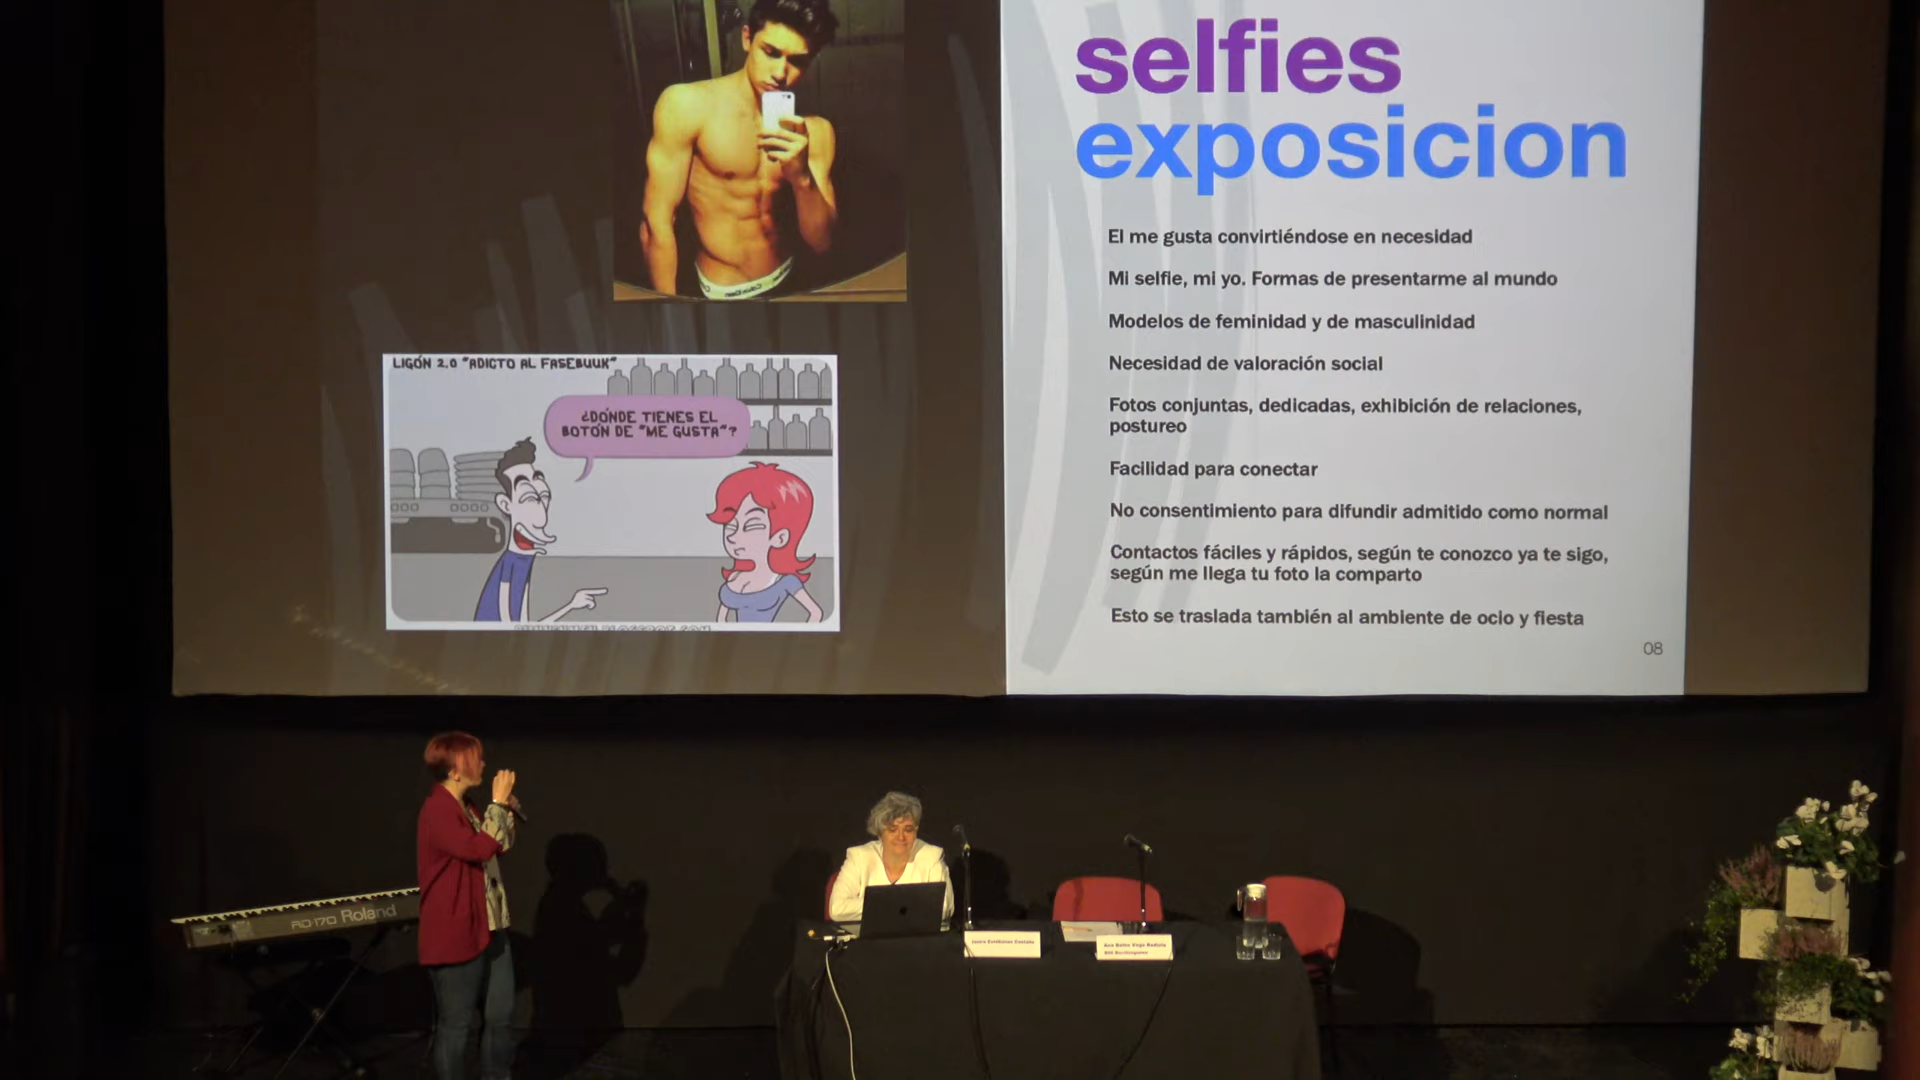 selfies
exposicion
El me gusta convirtiéndose en necesidad
Mi selfie, mi yo. Formas de presentarme al mundo
Modelos de feminidad y de masculinidad
Necesidad de valoración social
Fotos conjuntas, dedicadas, exhibición de relaciones,
postureo
Facilidad para conectar
No consentimiento para difundir admitido como normal
Contactos fáciles y rápidos, según te conozco ya te sigo,
según me llega tu foto la comparto
Esto se traslada también al ambiente de ocio y fiesta
08
LIGÓN 2.0 "ADICTO AL FASEBUUK"
¿DÓNDE TIENES EL
BOTÓN DE "ME GUSTA"?
RD-170 Roland